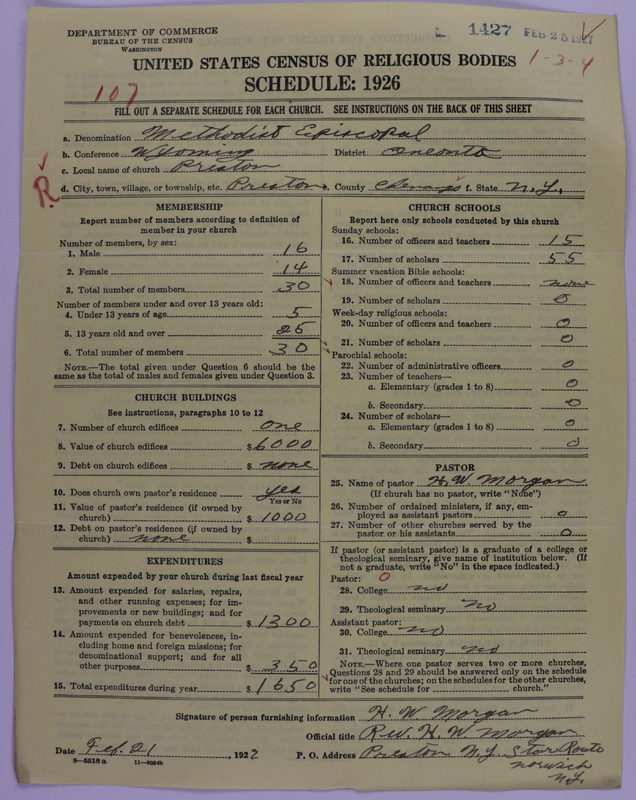 DEPARTMENT OF COMMERCE
BUREAU OF THE CENSUS
WASHINGTON
1427 FEB 25 1927
UNITED STATES CENSUS OF RELIGIOUS BODIES
1-3-4
SCHEDULE: 1926
107
FILL OUT A SEPARATE SCHEDULE FOR EACH CHURCH. SEE INSTRUCTIONS ON THE BACK OF THIS SHEET
a. Denomination Methodist Episcopal
b. Conference Wyoming District Oneonta
c. Local name of church Preston
R
d. City, town, village, or township, etc. Preston e. County Chenango f. State N.Y.
MEMBERSHIP
Report number of members according to definition of member in your church
Number of members, by sex:
1. Male 16
2. Female 14
3. Total number of members 30
Number of members under and over 13 years old:
4. Under 13 years of age 5
5. 13 years old and over 25
6. Total number of members 30
NOTE.—The total given under Question 6 should be
same as the total of males and females given under Question 3.
CHURCH BUILDINGS
See instructions, paragraphs 10 to 12
7. Number of church edifices one
8. Value of church edifices $6000
9. Debt on church edifices $ none
10. Does church own pastor's residence yes
Yes or No
11. Value of pastor's residence (if owned by
church) $ 1000
12. Debt on pastor's residence (if owned by
church) none $
EXPENDITURES
Amount expended by your church during last fiscal year
13. Amount expended for salaries, repairs,
and other running expenses; for im-
provements or new buildings; and for
payments on church debt $ 1300
14. Amount expended for benevolences, in-
cluding home and foreign missions; for
denominational support; and for all
other purposes $ 350
15. Total expenditures during year $ 1650
CHURCH SCHOOLS
Report here only schools conducted by this church
Sunday schools:
16. Number of officers and teachers 15
17. Number of scholars 55
Summer vacation Bible schools:
18. Number of officers and teachers none
19. Number of scholars 0
Week-day religious schools:
20. Number of officers and teachers 0
21. Number of scholars 0
Parochial schools:
22. Number of administrative officers 0
23. Number of teachers—
a. Elementary (grades 1 to 8) 0
b. Secondary 0
24. Number of scholars—
a. Elementary (grades 1 to 8) 0
b. Secondary 0
PASTOR
25. Name of pastor H. W. Morgan
(If church has no pastor, write "None")
26. Number of ordained ministers, if any, em-
ployed as assistant pastors 0
27. Number of other churches served by the
pastor or his assistants 0
If pastor (or assistant pastor) is a graduate of a college or
theological seminary, give name of institution below. (If
not a graduate, write "No" in the space indicated.)
Pastor: 0
28. College no
29. Theological seminary no
Assistant pastor:
30. College no
31. Theological seminary no
NOTE.—Where one pastor serves two or more churches,
Questions 28 and 29 should be answered only on the schedule
for one of the churches; on the schedules for the other churches,
write "See schedule for church."
Signature of person furnishing information H. W. Morgan
Official title Rev. H. W. Morgan
Date Feb. 21, 1927 P. O. Address Preston N.Y. Star Route
Norwich
N.Y.
8—5518 a 11—9084b